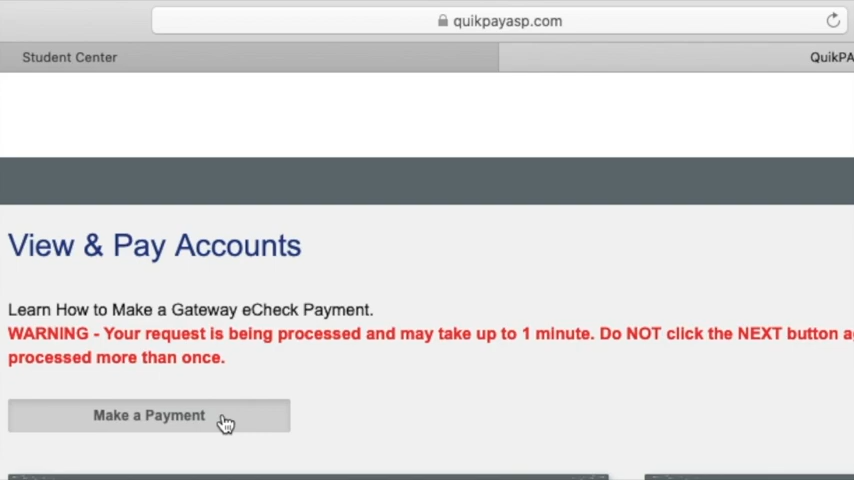 quikpayasp.com
Student Center
QuikPA
View & Pay Accounts
Learn How to Make a Gateway eCheck Payment.
WARNING - Your request is being processed and may take up to 1 minute. Do NOT click the NEXT button a
processed more than once.
Make a Payment